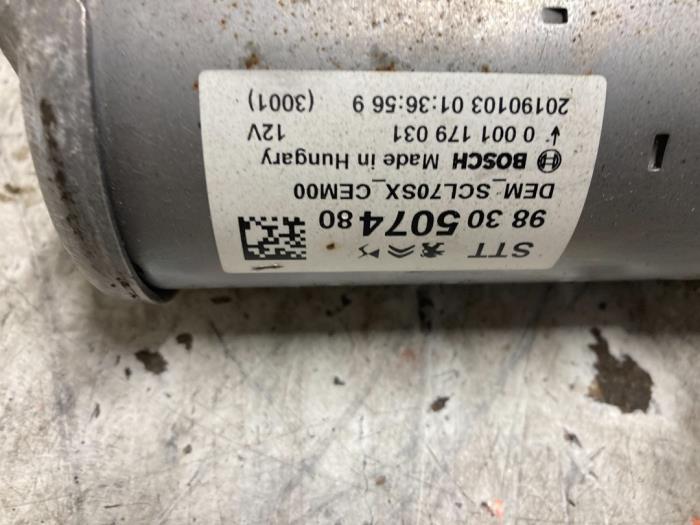 STT
98 30 5074 80
DEM_SCL70SX_CEM00
BOSCH Made in Hungary
0 001 179 031 12V
20190103 01:36:56 9 (3001)